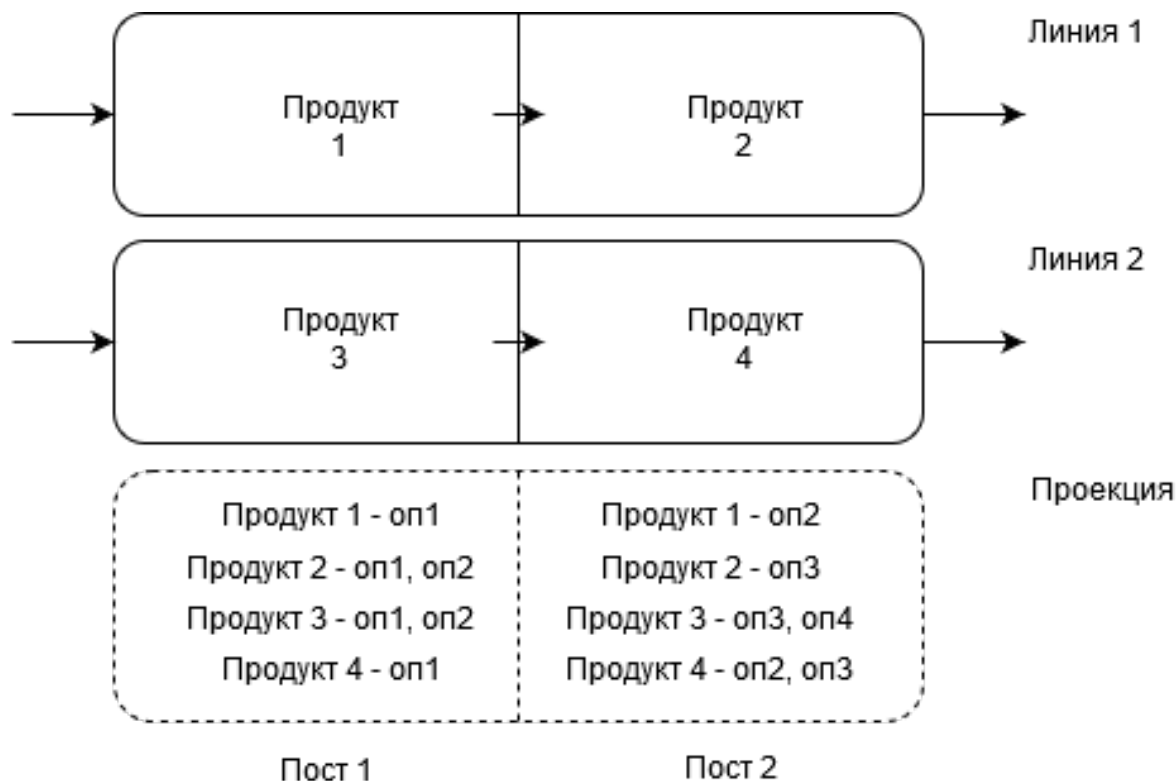 Линия 1
Продукт
1
Продукт
2
Линия 2
Продукт
3
Продукт
4
Проекция
Продукт 1 - оп1
Продукт 2 - оп1, оп2
Продукт 3 - оп1, оп2
Продукт 4 - оп1
Продукт 1 - оп2
Продукт 2 - оп3
Продукт 3 - оп3, оп4
Продукт 4 - оп2, оп3
Пост 1
Пост 2